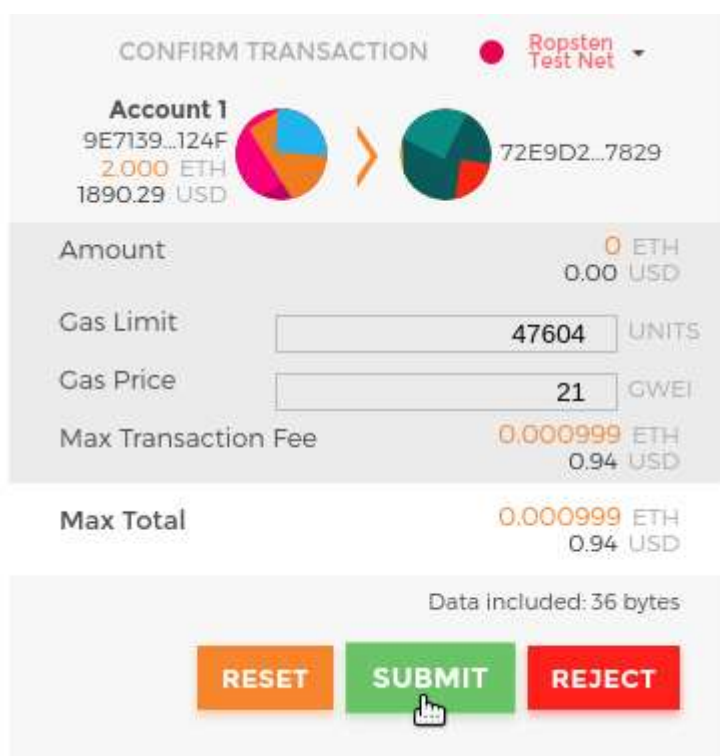 CONFIRM TRANSACTION
Ropsten
Test Net
Account 1
9E7139...124F
2.000 ETH
1890.29 USD
72E9D2...7829
Amount
0 ETH
0.00 USD
Gas Limit
47604 UNITS
Gas Price
21 GWEI
Max Transaction Fee
0.000999 ETH
0.94 USD
Max Total
0.000999 ETH
0.94 USD
Data included: 36 bytes
RESET SUBMIT REJECT